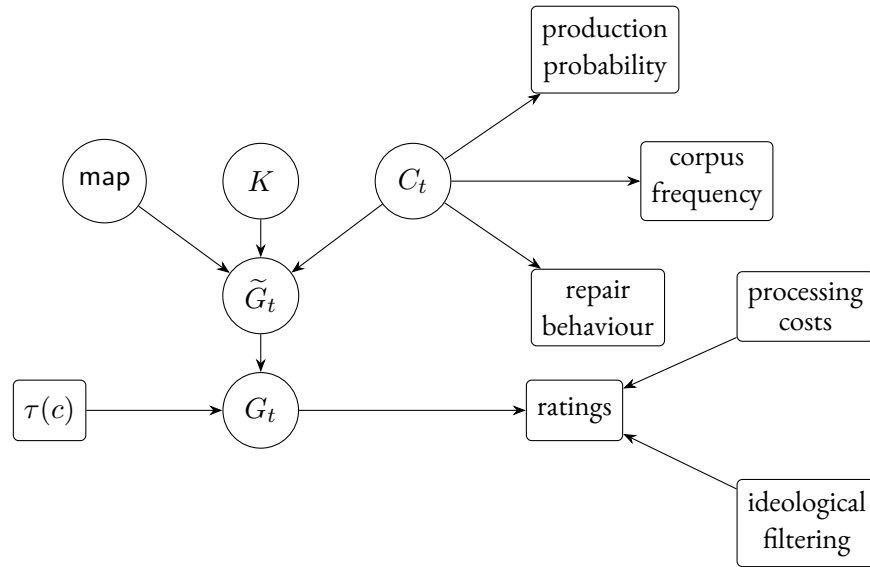 production
probability
map
K
C_t
corpus
frequency
G̃_t
repair
behaviour
processing
costs
τ(c)
G_t
ratings
ideological
filtering